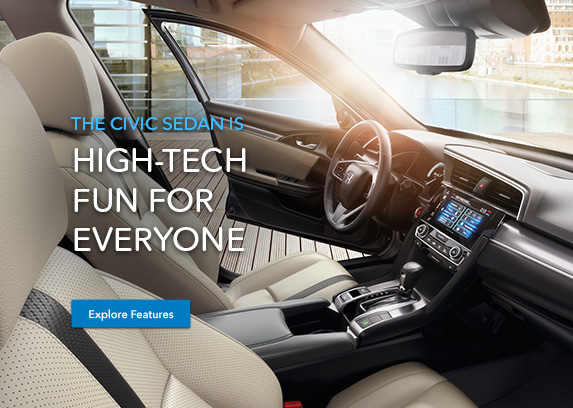 THE CIVIC SEDAN IS
HIGH-TECH
FUN FOR
EVERYONE
Explore Features